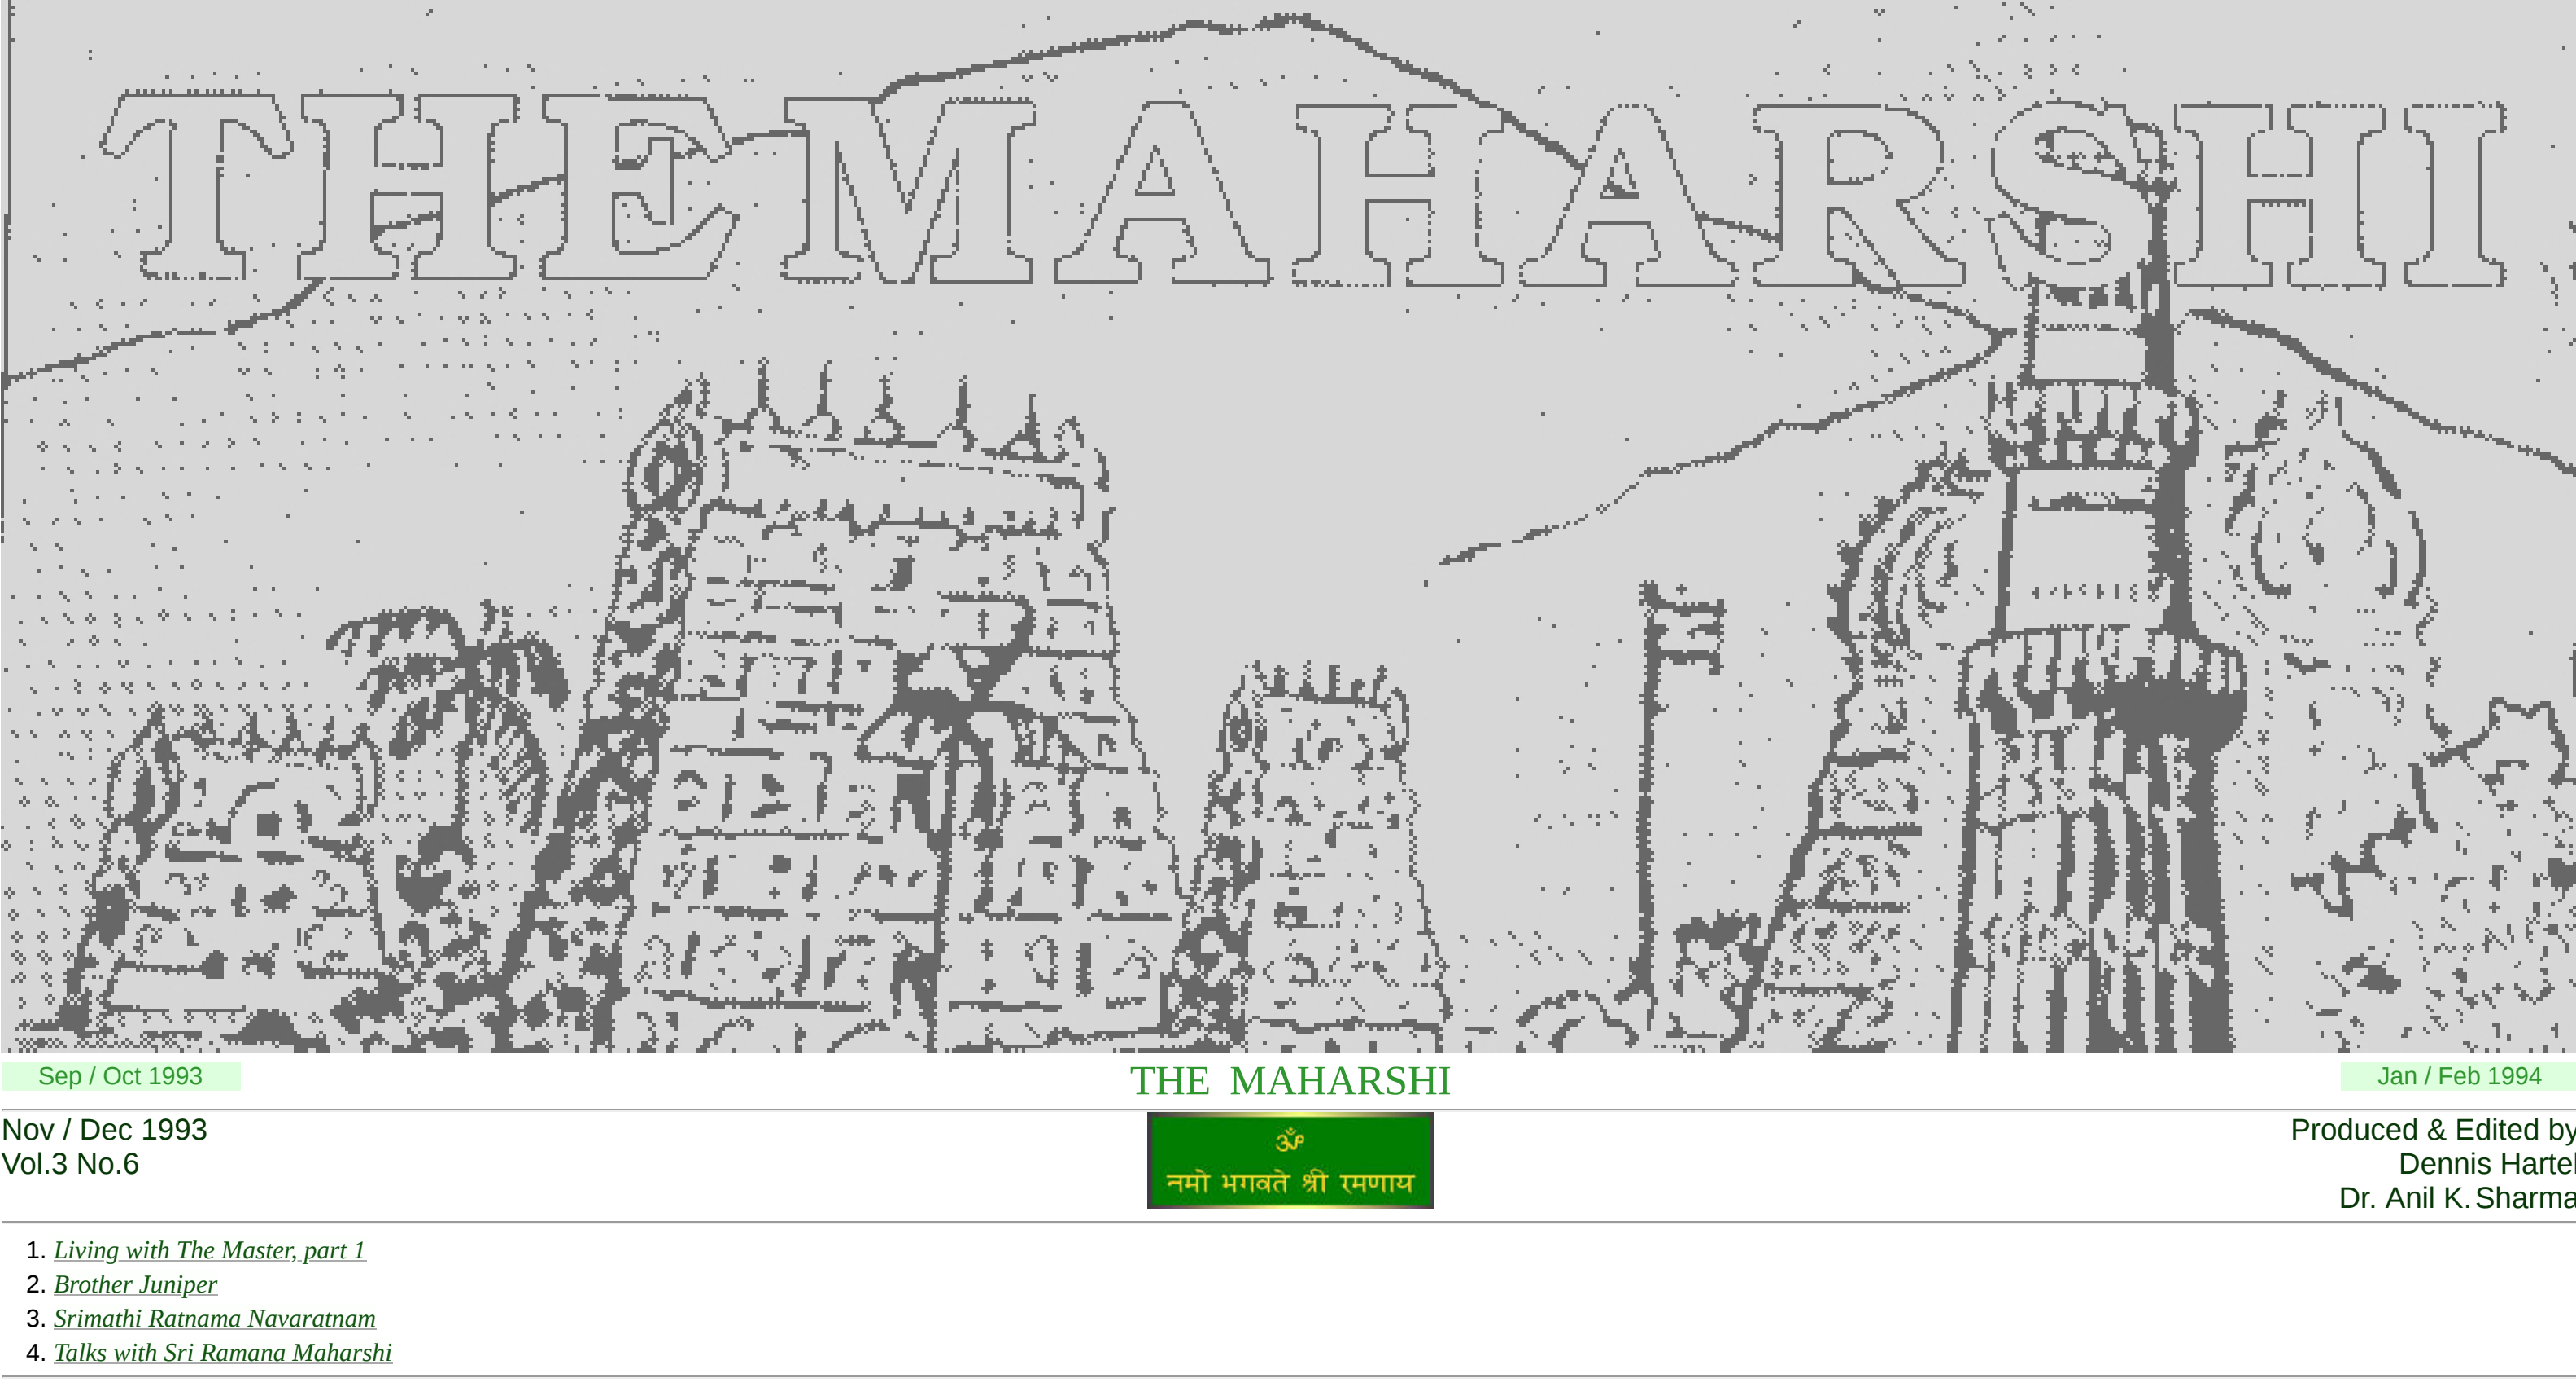 THE MAHARSHI
Sep / Oct 1993
THE MAHARSHI
Jan / Feb 1994
Nov / Dec 1993
Vol.3 No.6
ॐ
नमो भगवते श्री रमणाय
Produced & Edited by
Dennis Hartel
Dr. Anil K. Sharma
1. Living with The Master, part 1
2. Brother Juniper
3. Srimathi Ratnama Navaratnam
4. Talks with Sri Ramana Maharshi